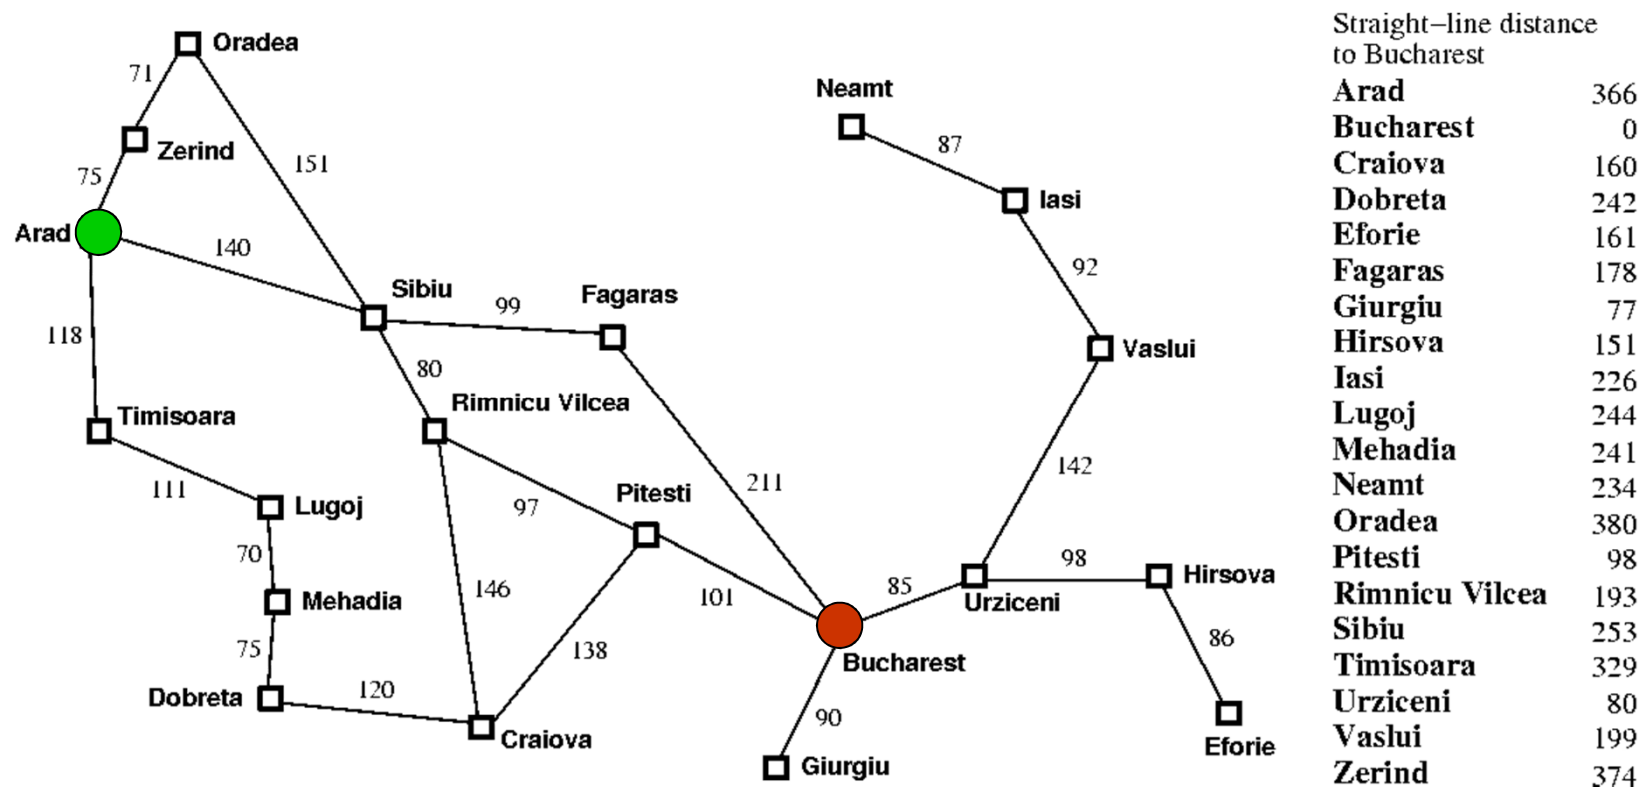 Oradea
71
Neamt
Zerind
87
151
75
Iasi
Arad
140
92
Sibiu
99
Fagaras
118
Vaslui
80
Timisoara
Rimnicu Vilcea
142
211
111
Lugoj
Pitesti
97
70
98
Hirsova
146
85
Mehadia
101
Urziceni
75
138
86
Bucharest
Dobreta
120
90
Craiova
Eforie
Giurgiu
Straight–line distance
to Bucharest
Arad 366
Bucharest 0
Craiova 160
Dobreta 242
Eforie 161
Fagaras 178
Giurgiu 77
Hirsova 151
Iasi 226
Lugoj 244
Mehadia 241
Neamt 234
Oradea 380
Pitesti 98
Rimnicu Vilcea 193
Sibiu 253
Timisoara 329
Urziceni 80
Vaslui 199
Zerind 374